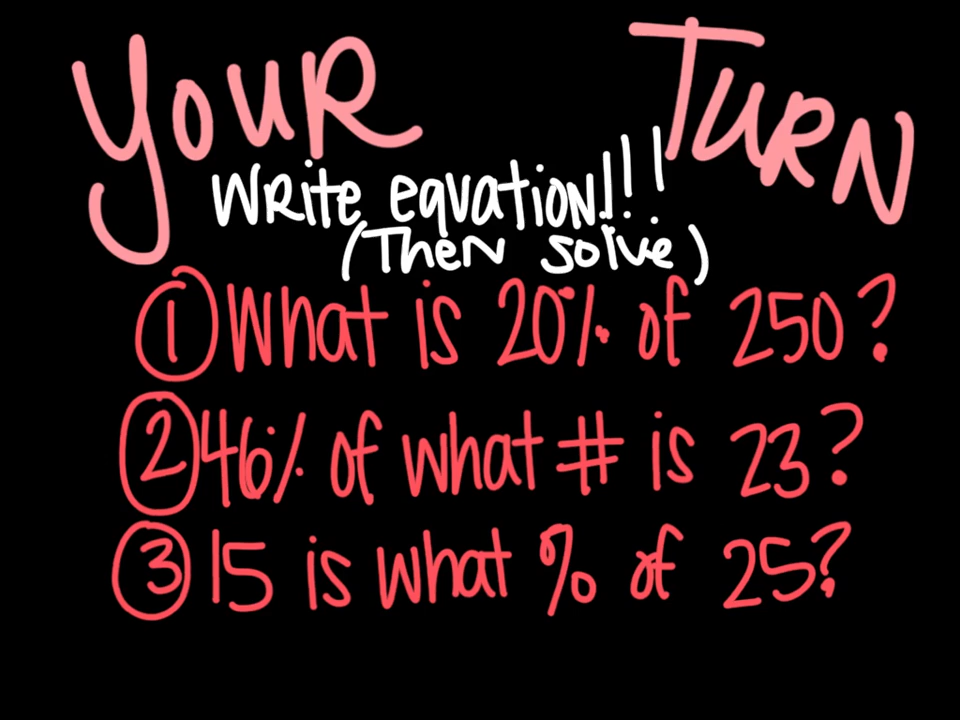 YOUR TURN
WRite equation!!!
(Then solve)
① What is 20% of 250?
② 46% of what # is 23?
③ 15 is what % of 25?